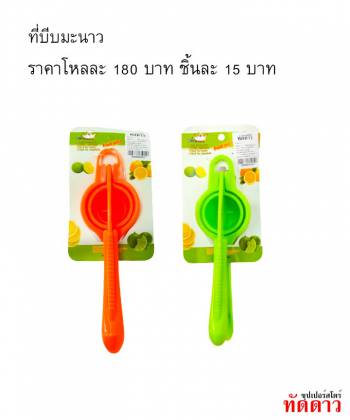 ที่บีบมะนาว
ราคาโหลละ 180 บาท ชิ้นละ 15 บาท
ซุปเปอร์สโตร์
ทัดดาว